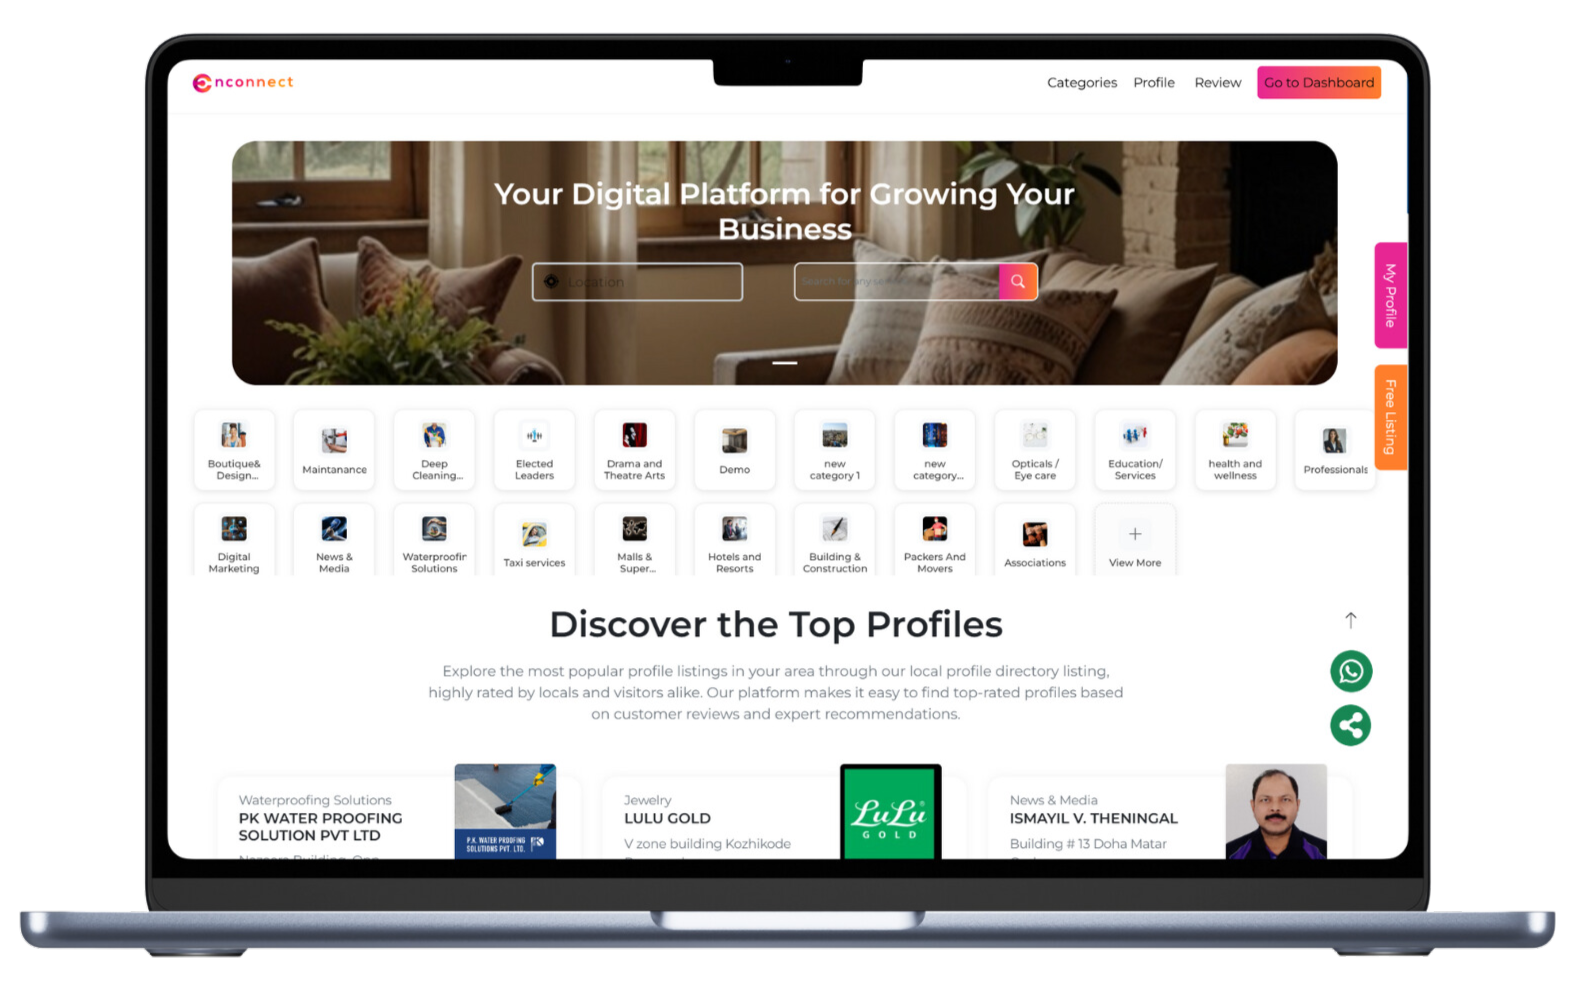 enconnect
Categories Profile Review Go to Dashboard
Your Digital Platform for Growing Your
Business
Location
Search for any
My Profile
Free Listing
Boutique&
Design...
Maintanance
Deep
Cleaning...
Elected
Leaders
Drama and
Theatre Arts
Demo
new
category 1
new
category...
Opticals /
Eye care
Education/
Services
health and
wellness
Professionals
Digital
Marketing
News &
Media
Waterproofin
Solutions
Taxi services
Malls &
Super...
Hotels and
Resorts
Building &
Construction
Packers And
Movers
Associations
View More
Discover the Top Profiles
Explore the most popular profile listings in your area through our local profile directory listing,
highly rated by locals and visitors alike. Our platform makes it easy to find top-rated profiles based
on customer reviews and expert recommendations.
Waterproofing Solutions
PK WATER PROOFING
SOLUTION PVT LTD
P.K. WATER PROOFING
SOLUTIONS PVT. LTD.
Jewelry
LULU GOLD
V zone building Kozhikode
LuLu
GOLD
News & Media
ISMAYIL V. THENINGAL
Building # 13 Doha Matar